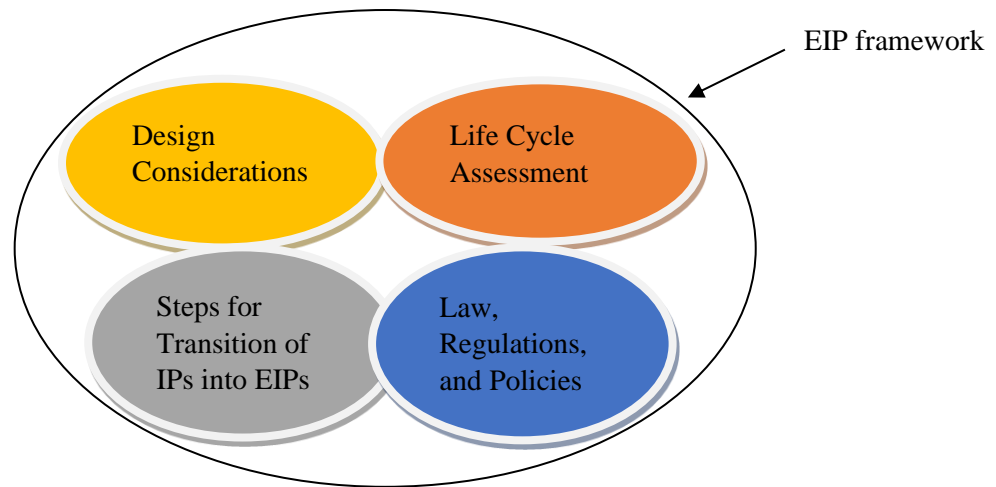 EIP framework
Design
Considerations
Life Cycle
Assessment
Steps for
Transition of
IPs into EIPs
Law,
Regulations,
and Policies